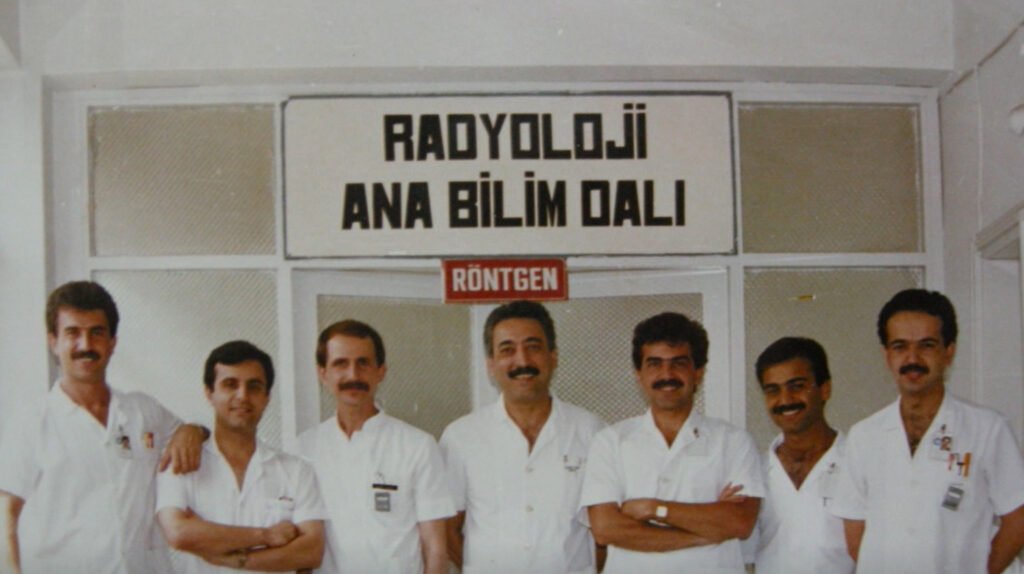 RADYOLOJİ
ANA BİLİM DALI
RÖNTGEN